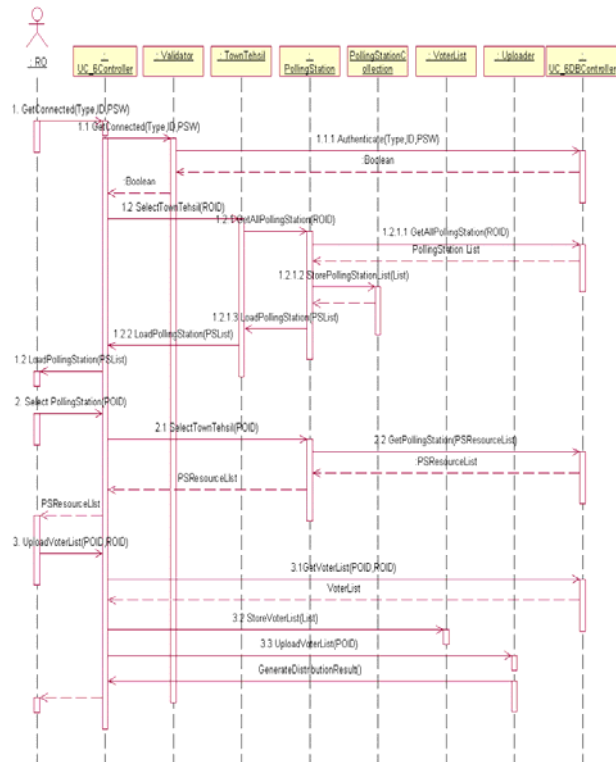 : RO
:
UC_6Controller
: Validator
: TownTehsil
:
PollingStation
PollingStationC
ollection
: VoterList
: Uploader
:
UC_6DBController
1. GetConnected(Type,ID,PSW)
1.1 GetConnected(Type,ID,PSW)
1.1.1 Authenticate(Type,ID,PSW)
:Boolean
:Boolean
1.2 SelectTownTehsil(ROID)
1.2.1 GetAllPollingStation(ROID)
1.2.1.1 GetAllPollingStation(ROID)
PollingStation List
1.2.1.2 StorePollingStationList(List)
1.2.1.3 LoadPollingStation(PSList)
1.2.2 LoadPollingStation(PSList)
1.2 LoadPollingStation(PSList)
2. Select PollingStation(POID)
2.1 SelectTownTehsil(POID)
2.2 GetPollingStation(PSResourceList)
:PSResourceList
PSResourceList
PSResourceList
3. UploadVoterList(POID,ROID)
3.1GetVoterList(POID,ROID)
VoterList
3.2 StoreVoterList(List)
3.3 UploadVoterList(POID)
GenerateDistributionResult()